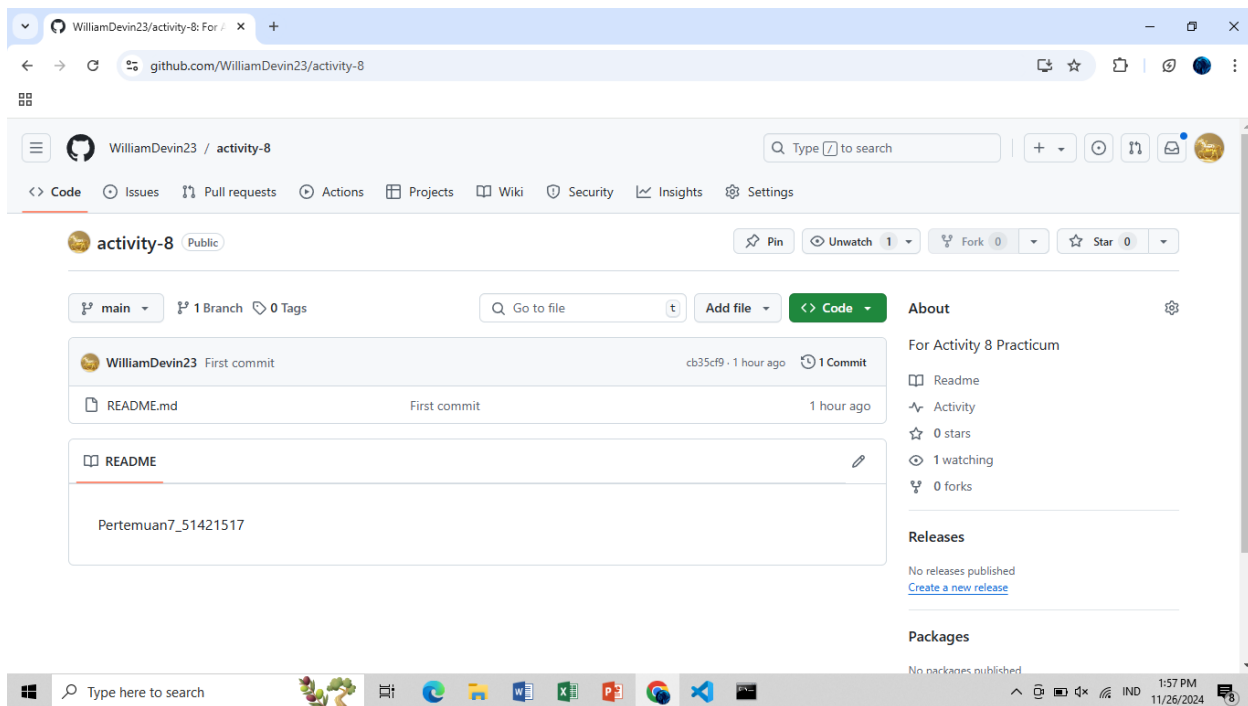 WilliamDevin23/activity-8: For A
github.com/WilliamDevin23/activity-8
WilliamDevin23 / activity-8
Type / to search
Code Issues Pull requests Actions Projects Wiki Security Insights Settings
activity-8 Public
Pin Unwatch 1 Fork 0 Star 0
main 1 Branch 0 Tags
Go to file t
Add file Code
WilliamDevin23 First commit cb35cf9 · 1 hour ago 1 Commit
README.md First commit 1 hour ago
README
Pertemuan7_51421517
About
For Activity 8 Practicum
Readme
Activity
0 stars
1 watching
0 forks
Releases
No releases published
Create a new release
Packages
No packages published
Type here to search
IND
1:57 PM
11/26/2024
8